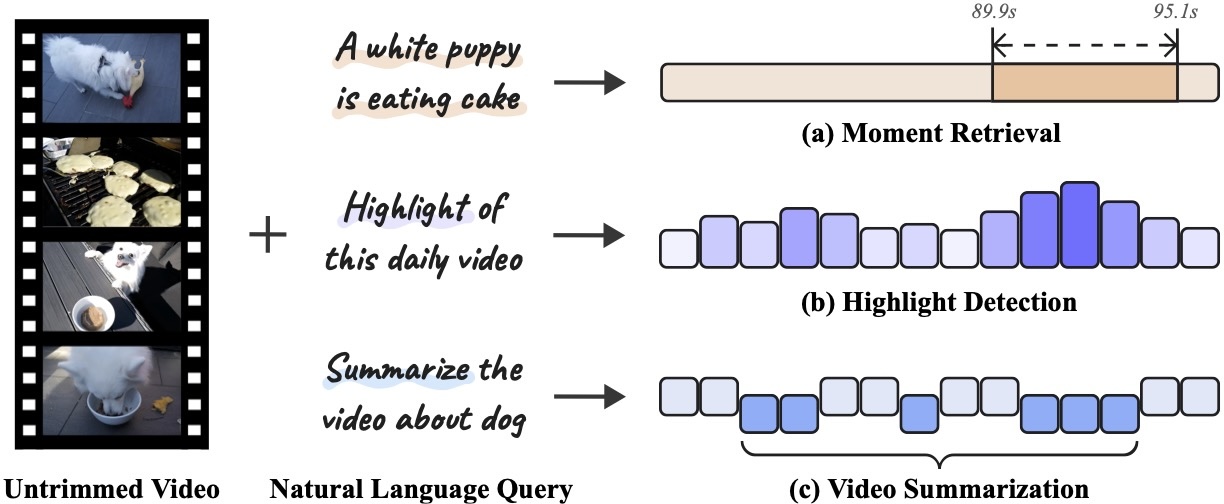 89.9s 95.1s
A white puppy
is eating cake
(a) Moment Retrieval
Highlight of
this daily video
(b) Highlight Detection
Summarize the
video about dog
Untrimmed Video Natural Language Query (c) Video Summarization